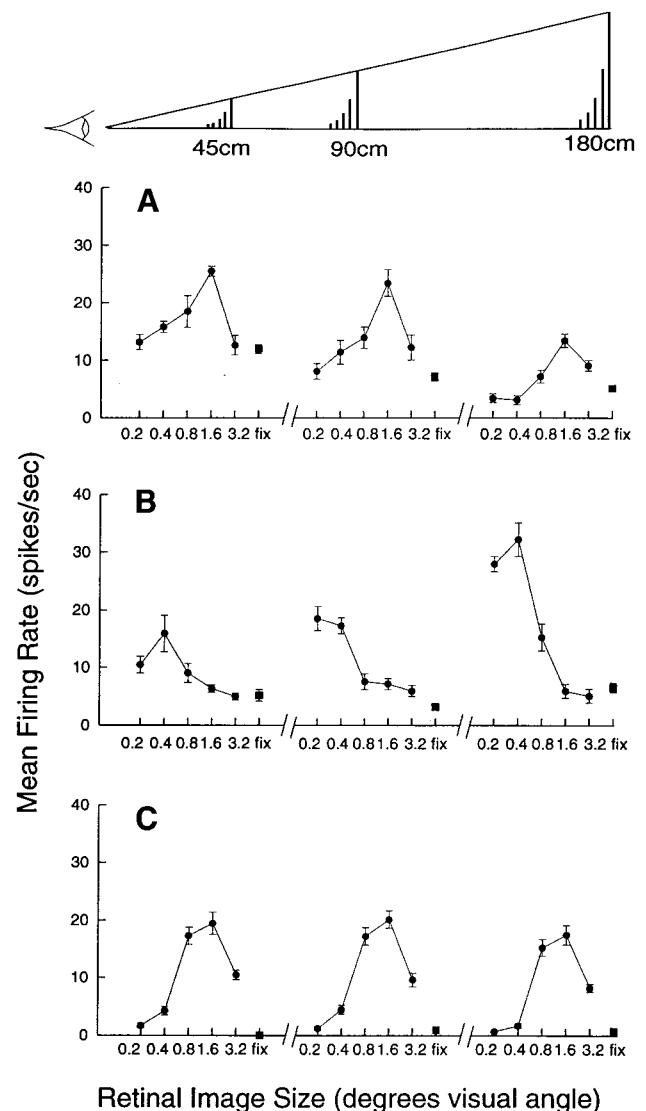 45cm
90cm
180cm
A
40
30
20
10
0
0.2 0.4 0.8 1.6 3.2 fix
0.2 0.4 0.8 1.6 3.2 fix
0.2 0.4 0.8 1.6 3.2 fix
B
40
30
20
10
0
0.2 0.4 0.8 1.6 3.2 fix
0.2 0.4 0.8 1.6 3.2 fix
0.2 0.4 0.8 1.6 3.2 fix
Mean Firing Rate (spikes/sec)
C
40
30
20
10
0
0.2 0.4 0.8 1.6 3.2 fix
0.2 0.4 0.8 1.6 3.2 fix
0.2 0.4 0.8 1.6 3.2 fix
Retinal Image Size (degrees visual angle)